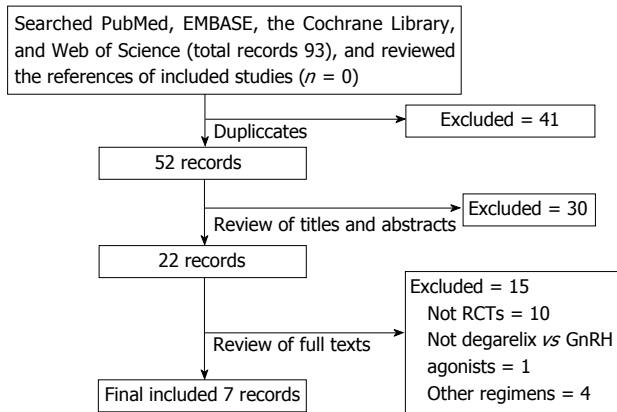 Searched PubMed, EMBASE, the Cochrane Library,
and Web of Science (total records 93), and reviewed
the references of included studies (n = 0)
Dupliccates
Excluded = 41
52 records
Review of titles and abstracts
Excluded = 30
22 records
Review of full texts
Excluded = 15
Not RCTs = 10
Not degarelix vs GnRH
agonists = 1
Other regimens = 4
Final included 7 records